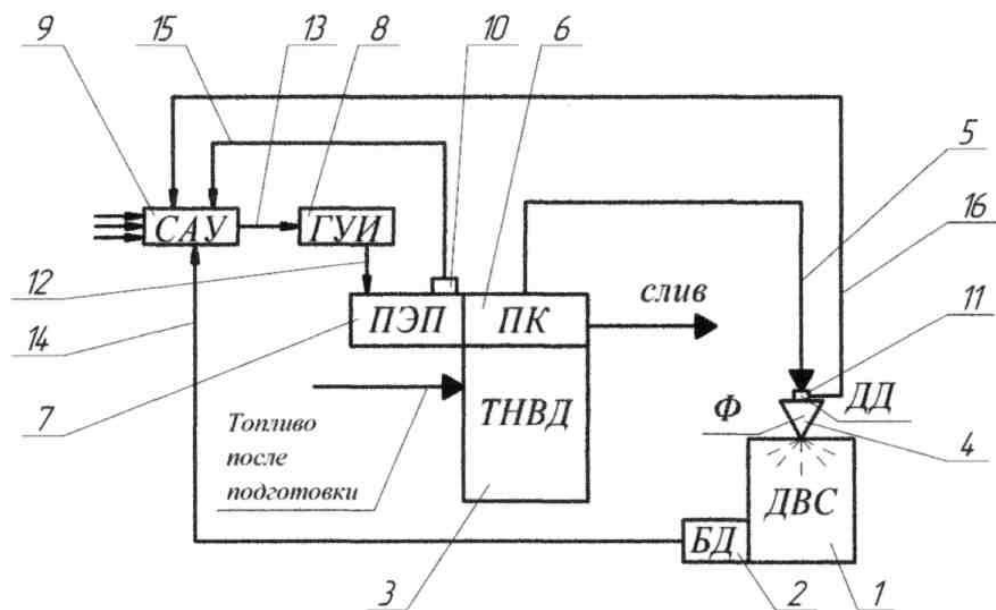 9
15
13
8
10
6
5
16
САУ
ГУИ
12
14
слив
11
ПЭП
ПК
7
ТНВД
Ф
ДД
4
Топливо
после
подготовки
ДВС
БД
3
2
1